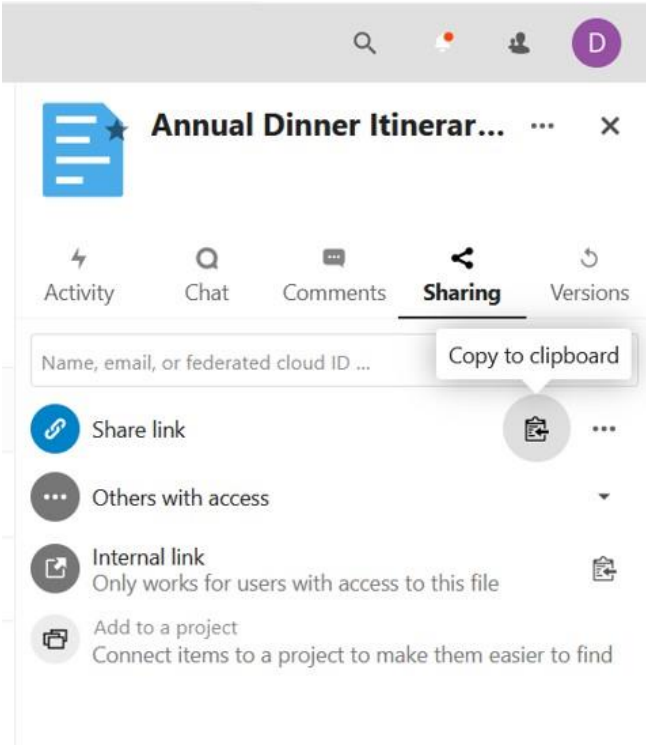 D
Annual Dinner Itinerar...
Activity
Chat
Comments
Sharing
Versions
Name, email, or federated cloud ID ...
Copy to clipboard
Share link
Others with access
Internal link
Only works for users with access to this file
Add to a project
Connect items to a project to make them easier to find